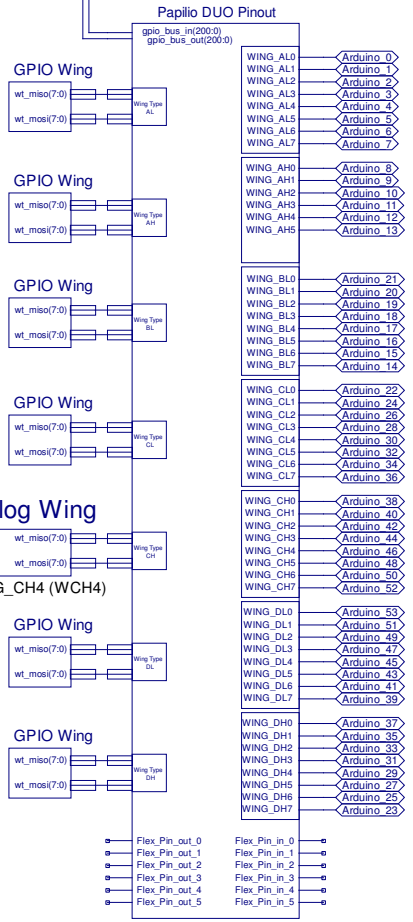 Papilio DUO Pinout
gpio_bus_in(200:0)
gpio_bus_out(200:0)
GPIO Wing
wt_miso(7:0)
wt_mosi(7:0)
Wing Type
AL
WING_AL0 Arduino_0
WING_AL1 Arduino_1
WING_AL2 Arduino_2
WING_AL3 Arduino_3
WING_AL4 Arduino_4
WING_AL5 Arduino_5
WING_AL6 Arduino_6
WING_AL7 Arduino_7
GPIO Wing
wt_miso(7:0)
wt_mosi(7:0)
Wing Type
AH
WING_AH0 Arduino_8
WING_AH1 Arduino_9
WING_AH2 Arduino_10
WING_AH3 Arduino_11
WING_AH4 Arduino_12
WING_AH5 Arduino_13
GPIO Wing
wt_miso(7:0)
wt_mosi(7:0)
Wing Type
BL
WING_BL0 Arduino_21
WING_BL1 Arduino_20
WING_BL2 Arduino_19
WING_BL3 Arduino_18
WING_BL4 Arduino_17
WING_BL5 Arduino_16
WING_BL6 Arduino_15
WING_BL7 Arduino_14
GPIO Wing
wt_miso(7:0)
wt_mosi(7:0)
Wing Type
CL
WING_CL0 Arduino_22
WING_CL1 Arduino_24
WING_CL2 Arduino_26
WING_CL3 Arduino_28
WING_CL4 Arduino_30
WING_CL5 Arduino_32
WING_CL6 Arduino_34
WING_CL7 Arduino_36
log Wing
wt_miso(7:0)
wt_mosi(7:0)
G_CH4 (WCH4)
Wing Type
CH
WING_CH0 Arduino_38
WING_CH1 Arduino_40
WING_CH2 Arduino_42
WING_CH3 Arduino_44
WING_CH4 Arduino_46
WING_CH5 Arduino_48
WING_CH6 Arduino_50
WING_CH7 Arduino_52
GPIO Wing
wt_miso(7:0)
wt_mosi(7:0)
Wing Type
DL
WING_DL0 Arduino_53
WING_DL1 Arduino_51
WING_DL2 Arduino_49
WING_DL3 Arduino_47
WING_DL4 Arduino_45
WING_DL5 Arduino_43
WING_DL6 Arduino_41
WING_DL7 Arduino_39
GPIO Wing
wt_miso(7:0)
wt_mosi(7:0)
Wing Type
DH
WING_DH0 Arduino_37
WING_DH1 Arduino_35
WING_DH2 Arduino_33
WING_DH3 Arduino_31
WING_DH4 Arduino_29
WING_DH5 Arduino_27
WING_DH6 Arduino_25
WING_DH7 Arduino_23
Flex_Pin_out_0 Flex_Pin_in_0
Flex_Pin_out_1 Flex_Pin_in_1
Flex_Pin_out_2 Flex_Pin_in_2
Flex_Pin_out_3 Flex_Pin_in_3
Flex_Pin_out_4 Flex_Pin_in_4
Flex_Pin_out_5 Flex_Pin_in_5